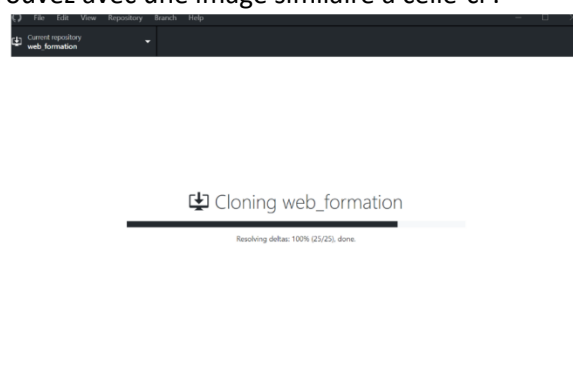 ouvez avec une image similaire à celle-ci :
File Edit View Repository Branch Help
Current repository
web_formation
Cloning web_formation
Resolving deltas: 100% (25/25), done.